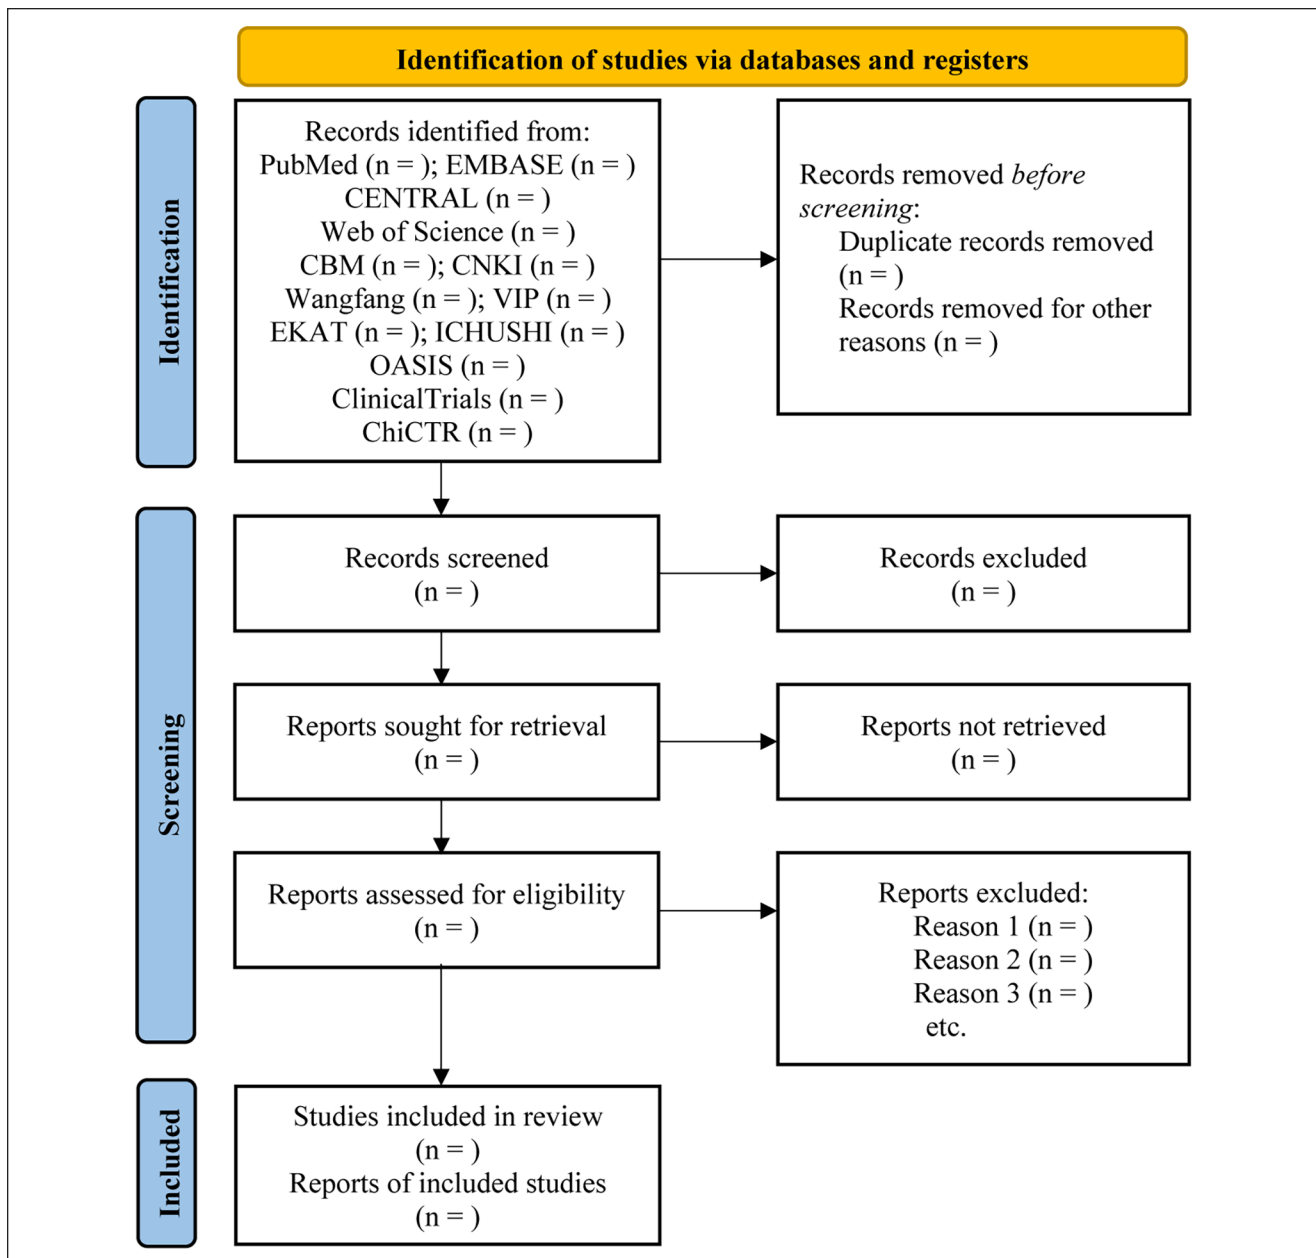 Identification of studies via databases and registers
Identification
Records identified from:
PubMed (n = ); EMBASE (n = )
CENTRAL (n = )
Web of Science (n = )
CBM (n = ); CNKI (n = )
Wangfang (n = ); VIP (n = )
EKAT (n = ); ICHUSHI (n = )
OASIS (n = )
ClinicalTrials (n = )
ChiCTR (n = )
Records removed before
screening:
Duplicate records removed
(n = )
Records removed for other
reasons (n = )
Screening
Records screened
(n = )
Records excluded
(n = )
Reports sought for retrieval
(n = )
Reports not retrieved
(n = )
Reports assessed for eligibility
(n = )
Reports excluded:
Reason 1 (n = )
Reason 2 (n = )
Reason 3 (n = )
etc.
Included
Studies included in review
(n = )
Reports of included studies
(n = )